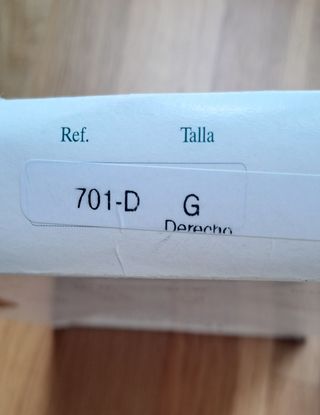 Ref. Talla
701-D G
Derecho